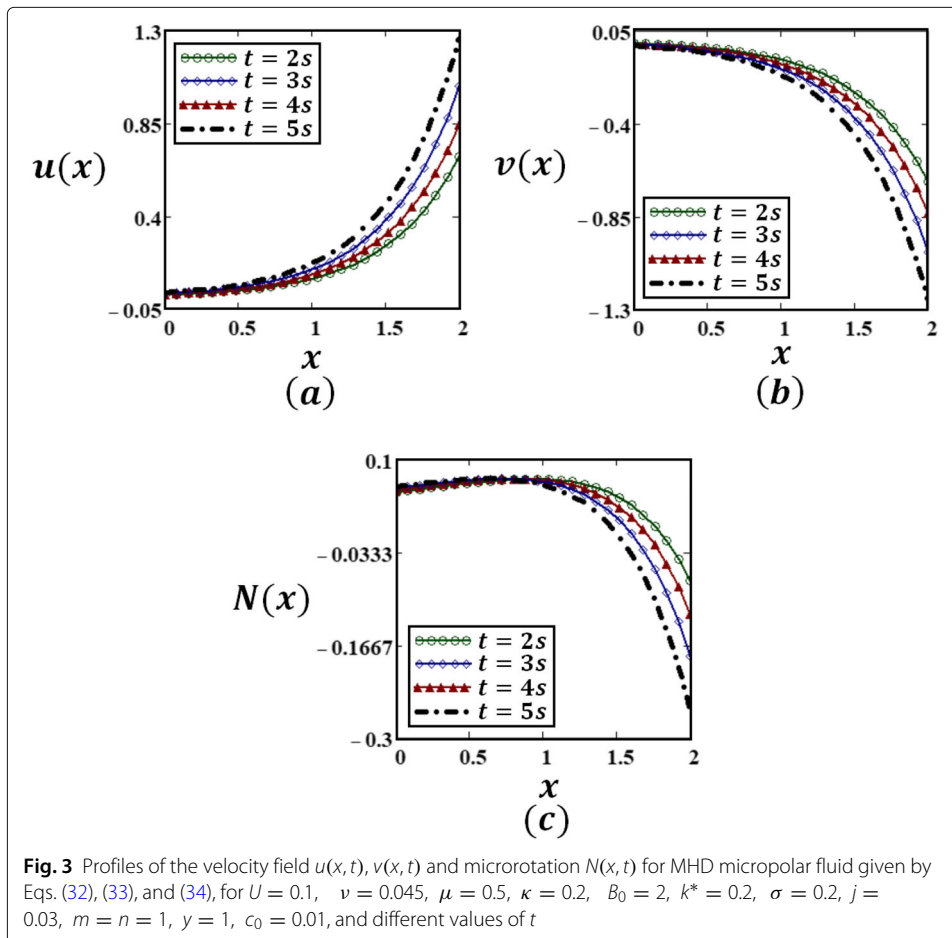 1.3
t = 2s
t = 3s
t = 4s
t = 5s
0.85
u(x)
0.4
−0.05
0 0.5 1 1.5 2
x
(a)
0.05
−0.4
v(x)
−0.85
t = 2s
t = 3s
t = 4s
t = 5s
−1.3
0 0.5 1 1.5 2
x
(b)
0.1
−0.0333
N(x)
−0.1667
t = 2s
t = 3s
t = 4s
t = 5s
−0.3
0 0.5 1 1.5 2
x
(c)
Fig. 3 Profiles of the velocity field u(x, t), v(x, t) and microrotation N(x, t) for MHD micropolar fluid given by
Eqs. (32), (33), and (34), for U = 0.1, ν = 0.045, μ = 0.5, κ = 0.2, B₀ = 2, k* = 0.2, σ = 0.2, j =
0.03, m = n = 1, y = 1, c₀ = 0.01, and different values of t